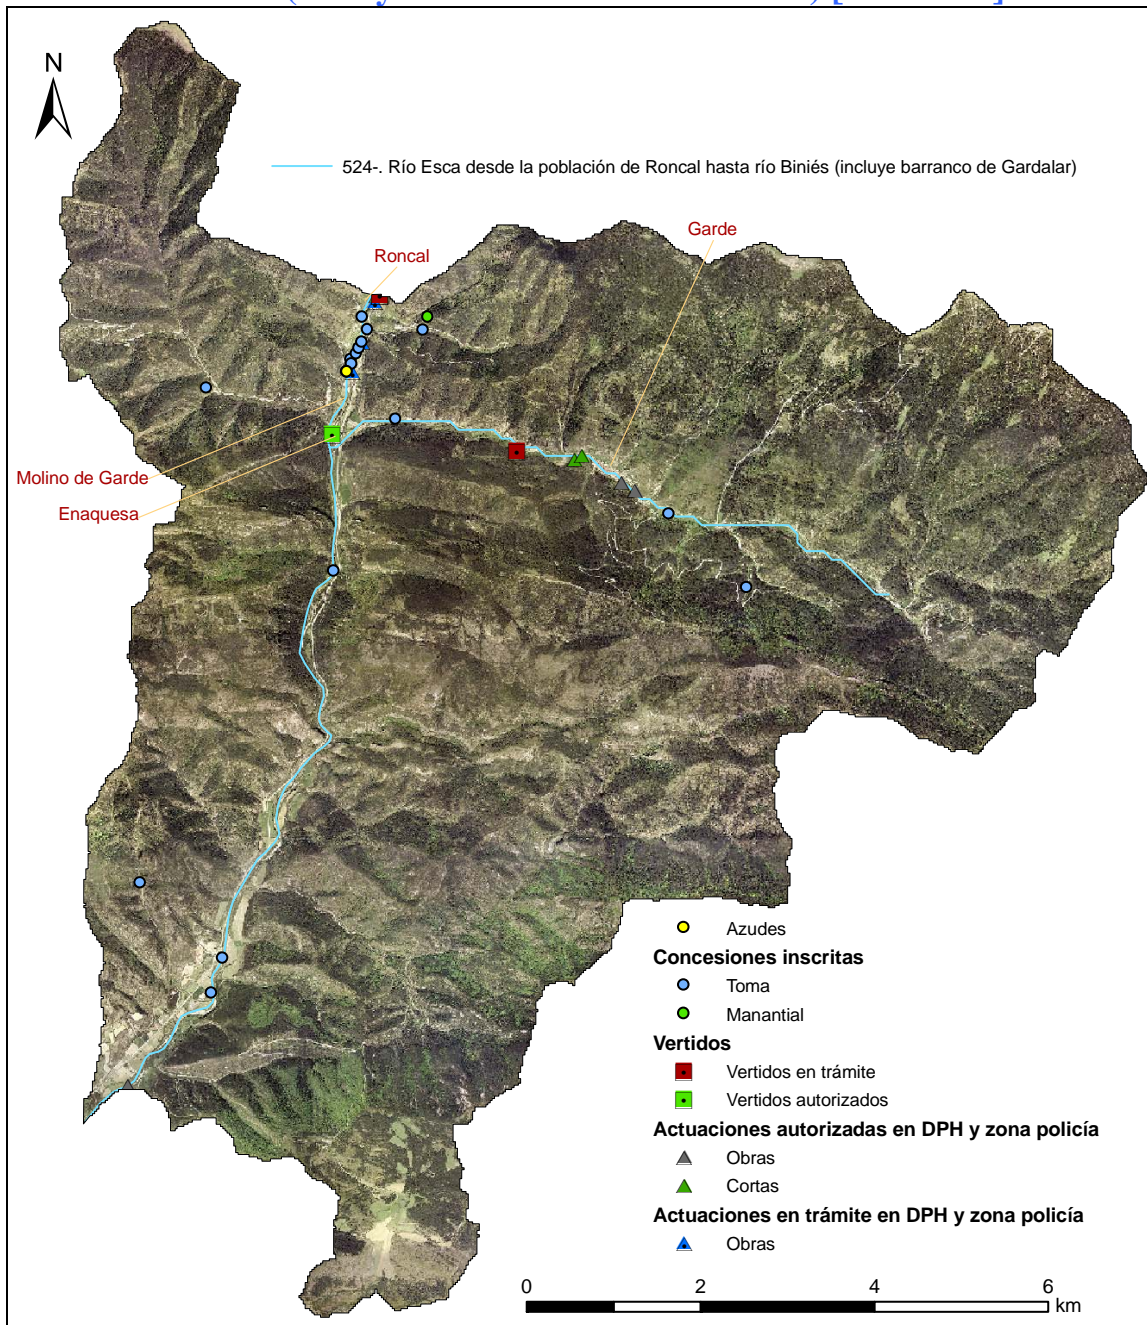 N
524-. Río Esca desde la población de Roncal hasta río Biniés (incluye barranco de Gardalar)
Garde
Roncal
Molino de Garde
Enaquesa
Azudes
Concesiones inscritas
Toma
Manantial
Vertidos
Vertidos en trámite
Vertidos autorizados
Actuaciones autorizadas en DPH y zona policía
Obras
Cortas
Actuaciones en trámite en DPH y zona policía
Obras
0 2 4 6
km